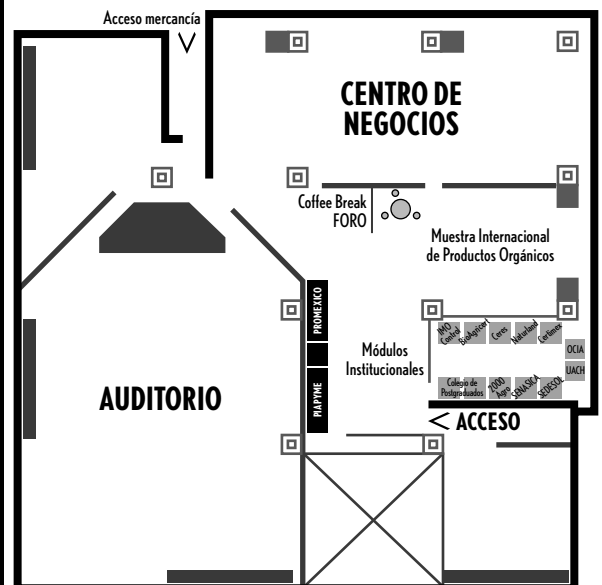 Acceso mercancía
CENTRO DE
NEGOCIOS
Coffee Break
FORO
Muestra Internacional
de Productos Orgánicos
PROMEXICO
PIAPYME
Módulos
Institucionales
IMO
Control
BioAgricert
Ceres
Naturland
Certimex
OCIA
UACH
Colegio de
Postgraduados
2000
Agro
SENASICA
SEDESOL
AUDITORIO
< ACCESO